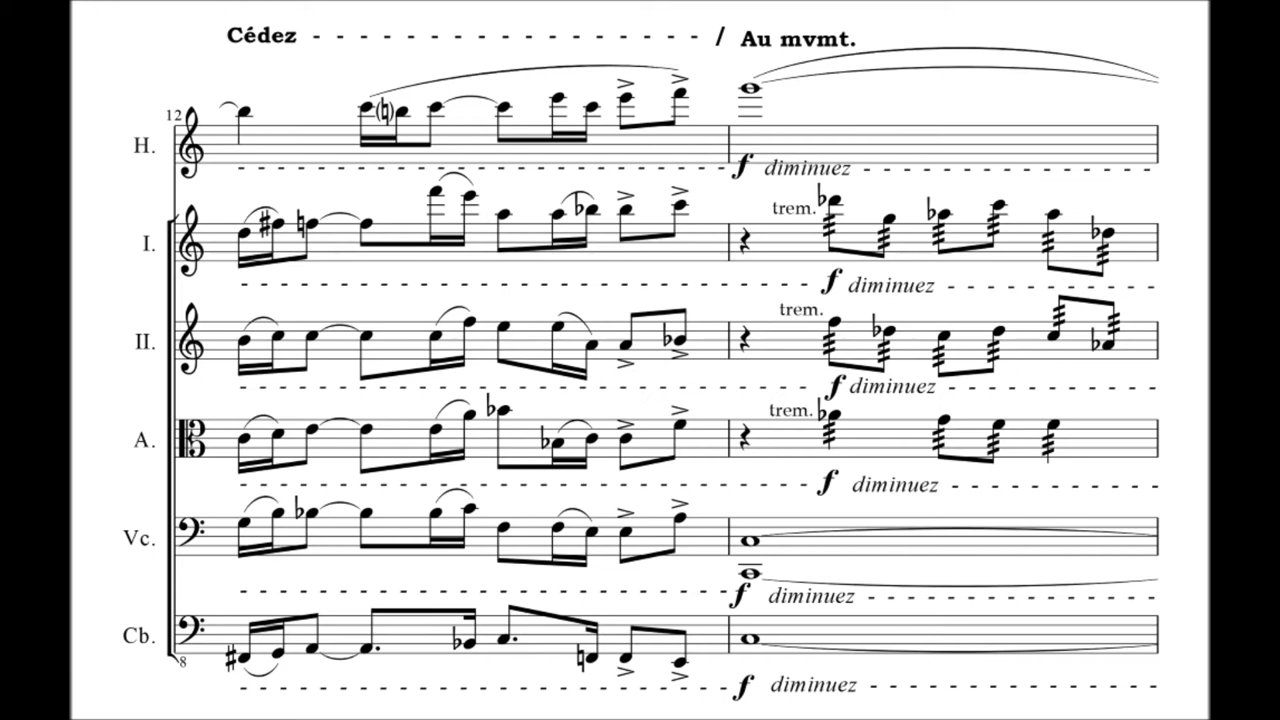 Cédez - - - - - - - - - - - - - - - - - / Au mvmt.
12
H.
f diminuez
I.
trem.
f diminuez
II.
trem.
f diminuez
A.
trem.
f diminuez
Vc.
f diminuez
Cb.
8
f diminuez